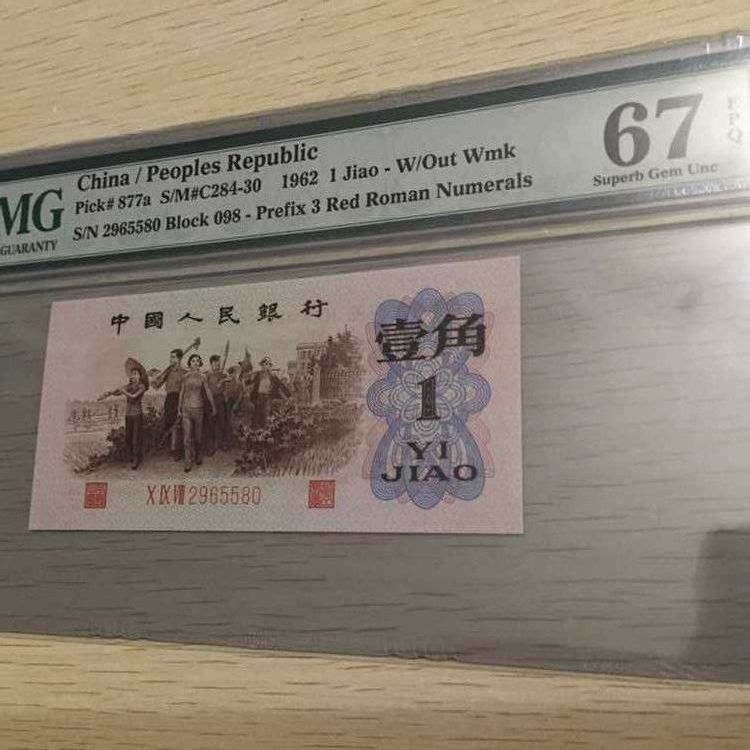 China / Peoples Republic
Pick# 877a S/M#C284-30 1962 1 Jiao - W/Out Wmk
S/N 2965580 Block 098 - Prefix 3 Red Roman Numerals
MG
GUARANTY
67
EPQ
Superb Gem Unc
中國人民銀行
壹角
1
YI
JIAO
X IX VIII 2965580